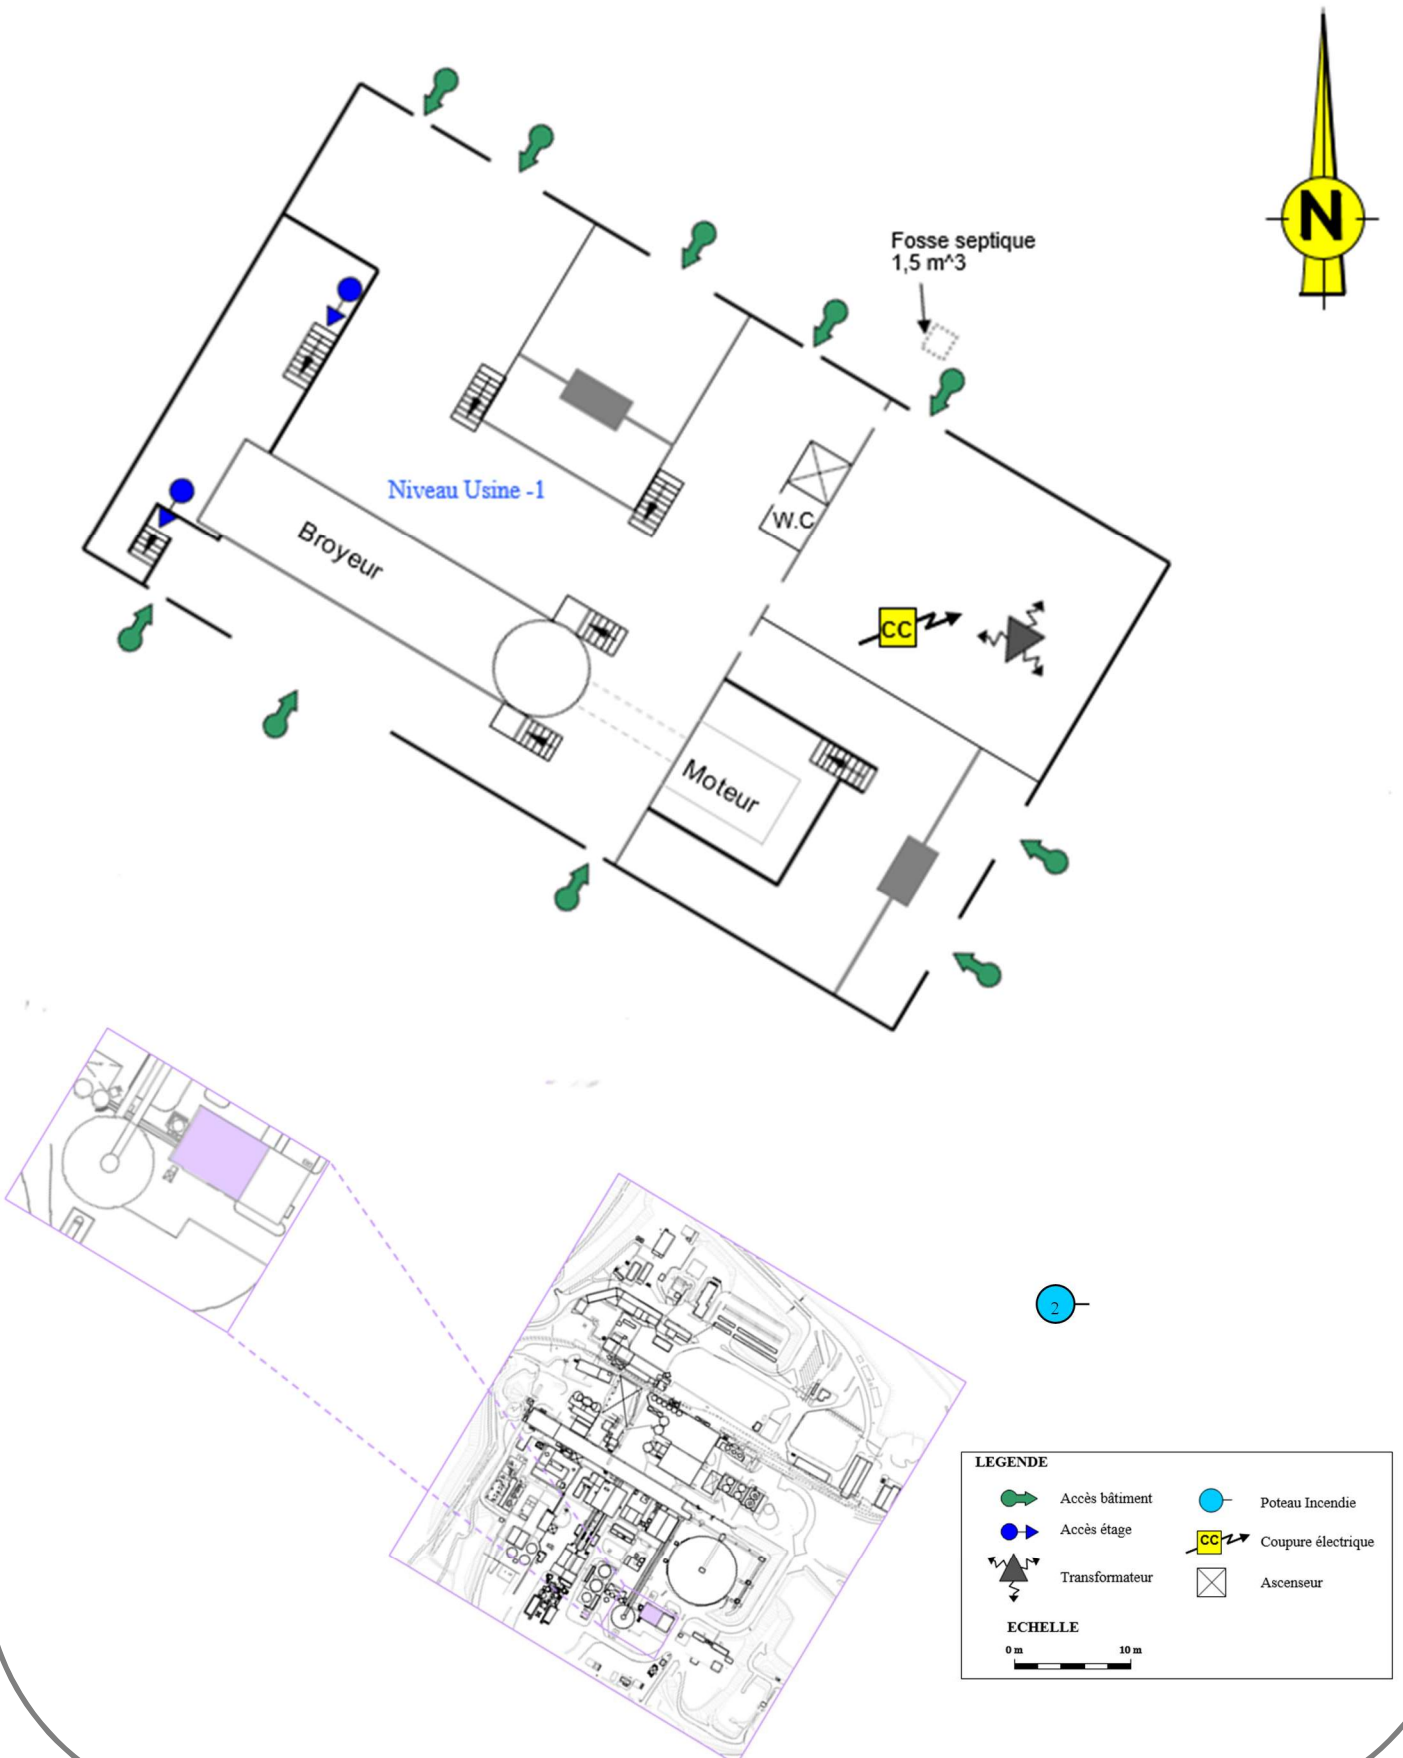 N
Fosse septique
1,5 m^3
Niveau Usine -1
W.C
Broyeur
CC
Moteur
2
LEGENDE
Accès bâtiment
Poteau Incendie
Accès étage
CC
Coupure électrique
Transformateur
Ascenseur
ECHELLE
0 m
10 m